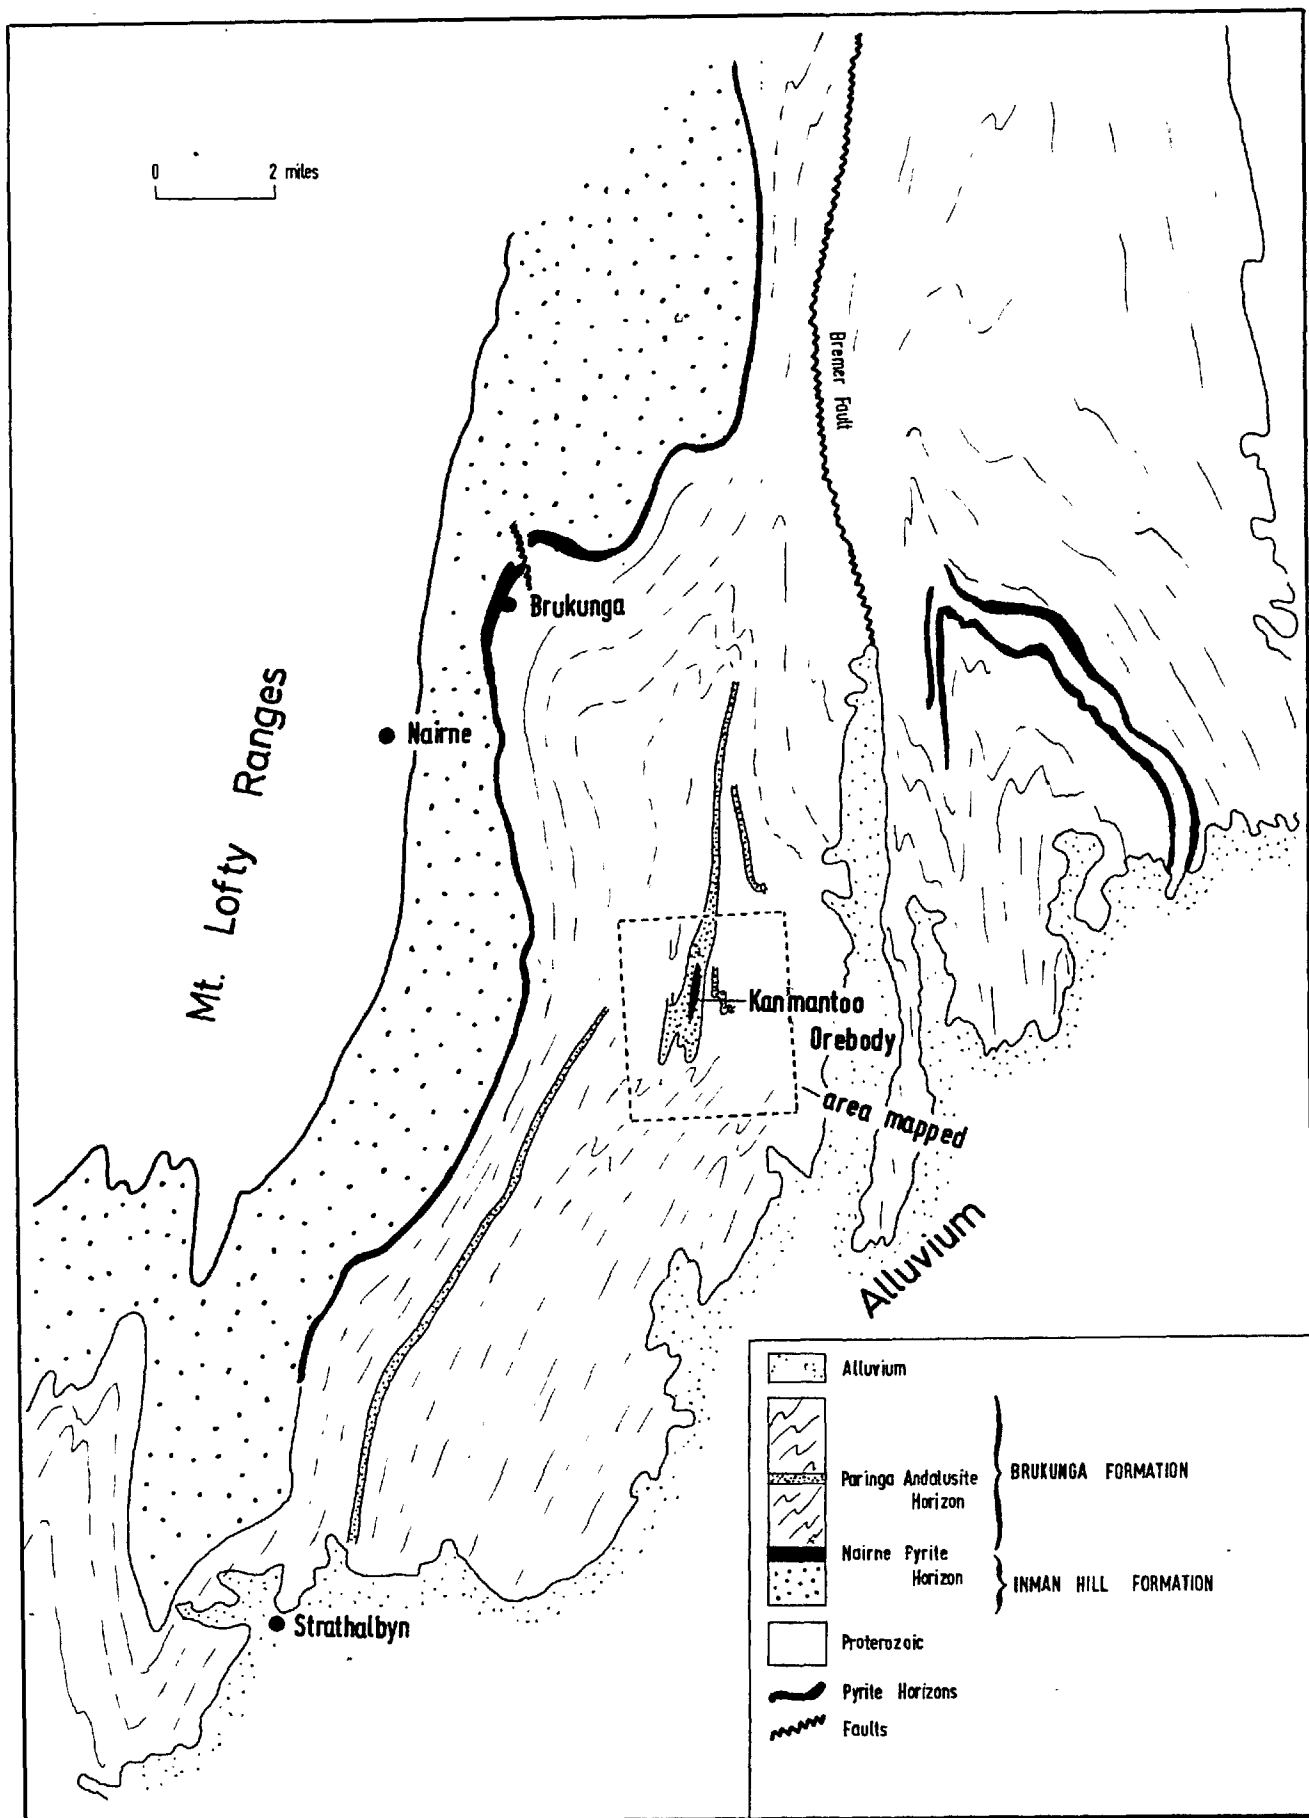 0 2 miles
Bremer Fault
Brukunga
Nairne
Mt. Lofty Ranges
Kanmantoo
Orebody
area mapped
Alluvium
Strathalbyn
Alluvium
Paringa Andalusite
Horizon
BRUKUNGA FORMATION
Nairne Pyrite
Horizon
INMAN HILL FORMATION
Proterozoic
Pyrite Horizons
Faults